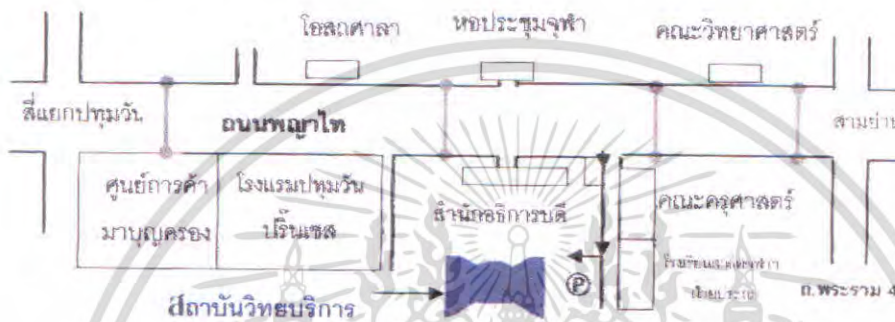 โอสถศาลา
หอประชุมจุฬา
คณะวิทยาศาสตร์
สี่แยกปทุมวัน
ถนนพญาไท
สามย่าน
ศูนย์การค้า
มาบุญครอง
โรงแรมปทุมวัน
ปริ๊นเซส
สำนักอธิการบดี
คณะครุศาสตร์
ถ.พระราม 4
P
สถาบันวิทยบริการ